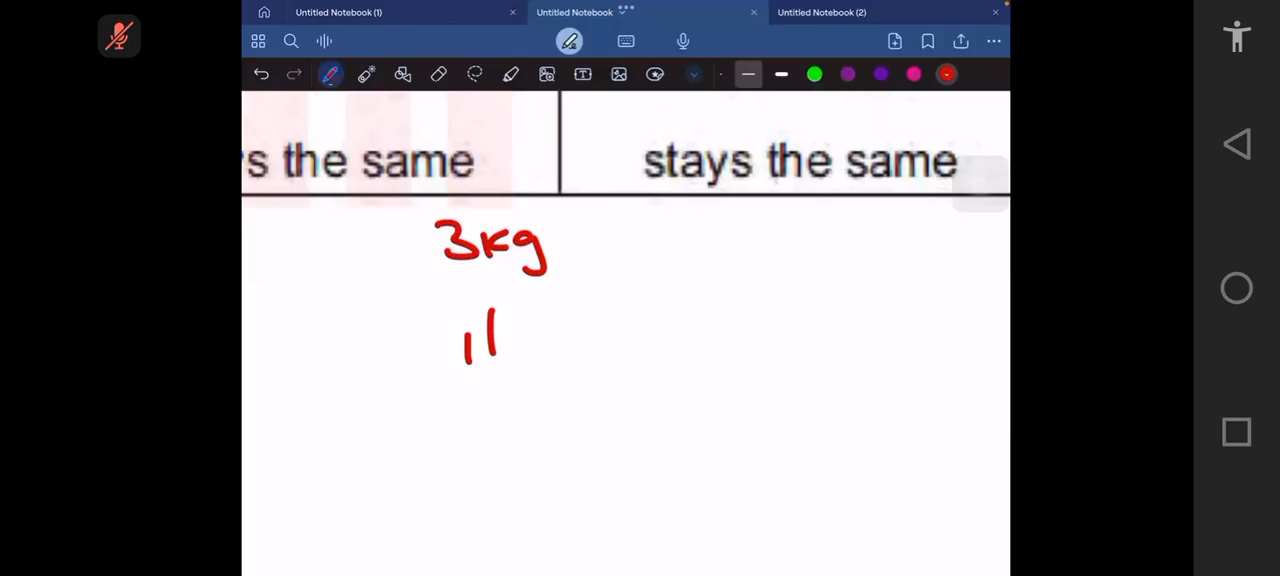 Untitled Notebook (1) Untitled Notebook Untitled Notebook (2)
s the same stays the same
3kg